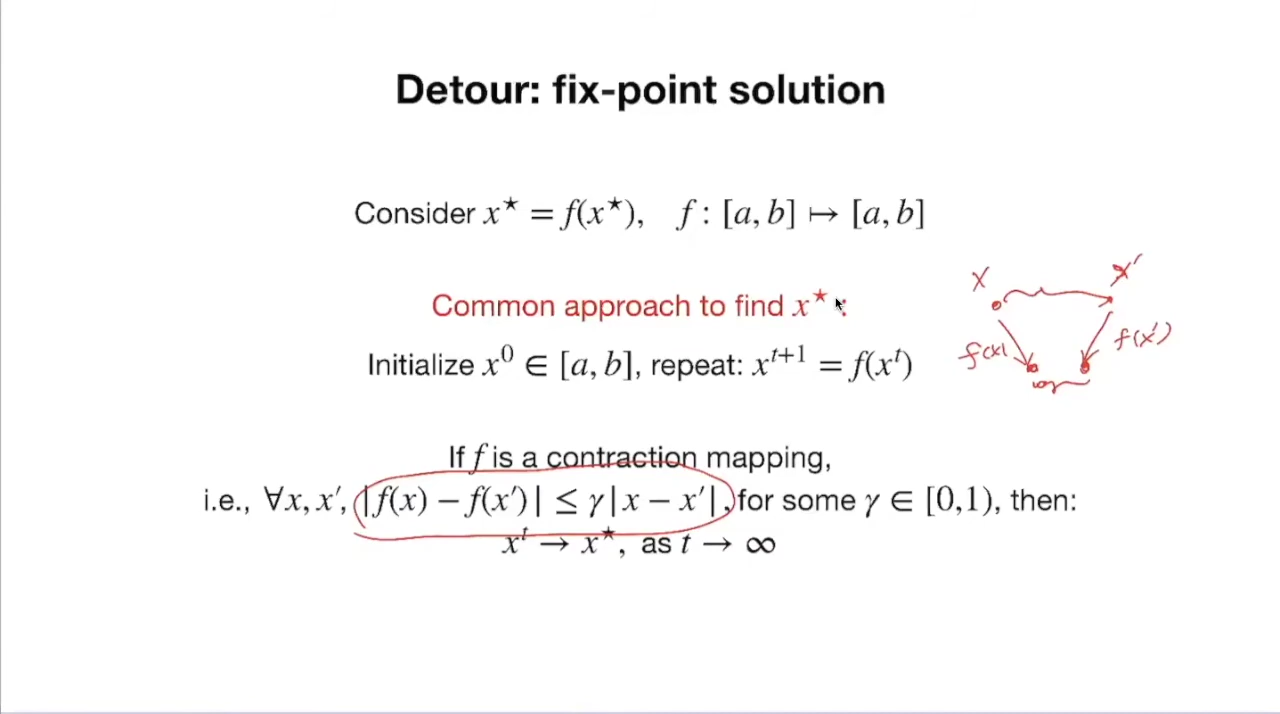 Detour: fix-point solution
Consider x⋆ = f(x⋆), f : [a, b] ↦ [a, b]
Common approach to find x⋆ :
Initialize x⁰ ∈ [a, b], repeat: xᵗ⁺¹ = f(xᵗ)
If f is a contraction mapping,
i.e., ∀x, x′, |f(x) − f(x′)| ≤ γ|x − x′|, for some γ ∈ [0,1), then:
xᵗ → x⋆, as t → ∞
x
x′
f(x)
f(x′)